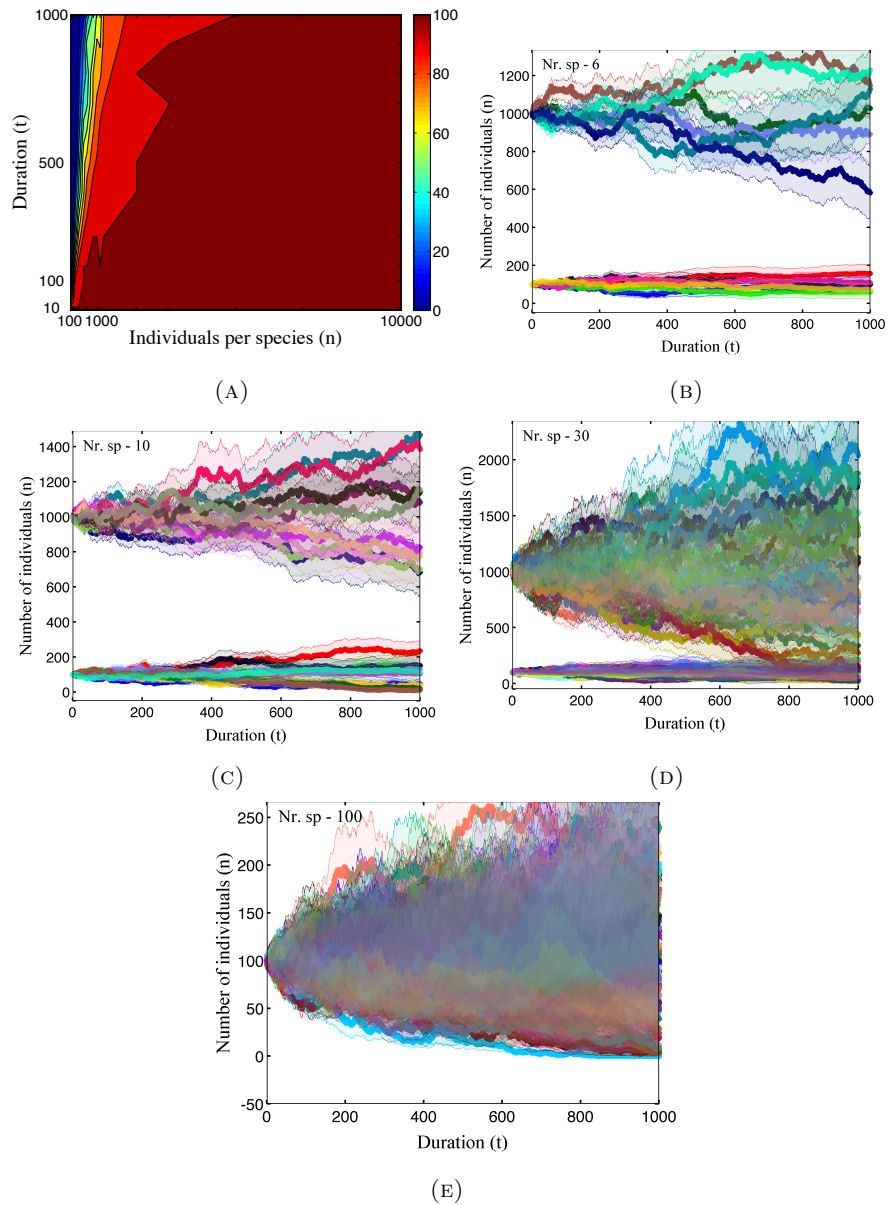 1000
500
100
10
Duration (t)
100 1000 10000
Individuals per species (n)
100
80
60
40
20
0
(A)
Nr. sp - 6
1200
1000
800
600
400
200
0
Number of individuals (n)
0 200 400 600 800 1000
Duration (t)
(B)
Nr. sp - 10
1400
1200
1000
800
600
400
200
0
Number of individuals (n)
0 200 400 600 800 1000
Duration (t)
(C)
Nr. sp - 30
2000
1500
1000
500
0
Number of individuals (n)
0 200 400 600 800 1000
Duration (t)
(D)
Nr. sp - 100
250
200
150
100
50
0
-50
Number of individuals (n)
0 200 400 600 800 1000
Duration (t)
(E)